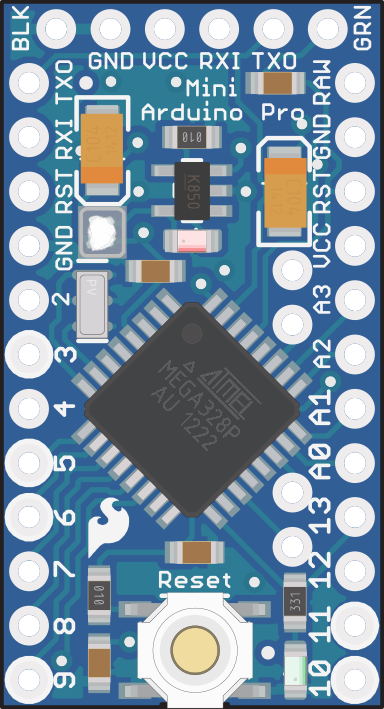 BLK
GRN
GND VCC RXI TXO
Mini
Arduino Pro
TXO
RXI
RST
GND
2
3
4
5
6
7
8
9
RAW
GND
RST
VCC
A3
A2
A1
A0
13
12
11
10
010
K850
PV
ATMEL
MEGA328P
AU 1222
Reset
010
331